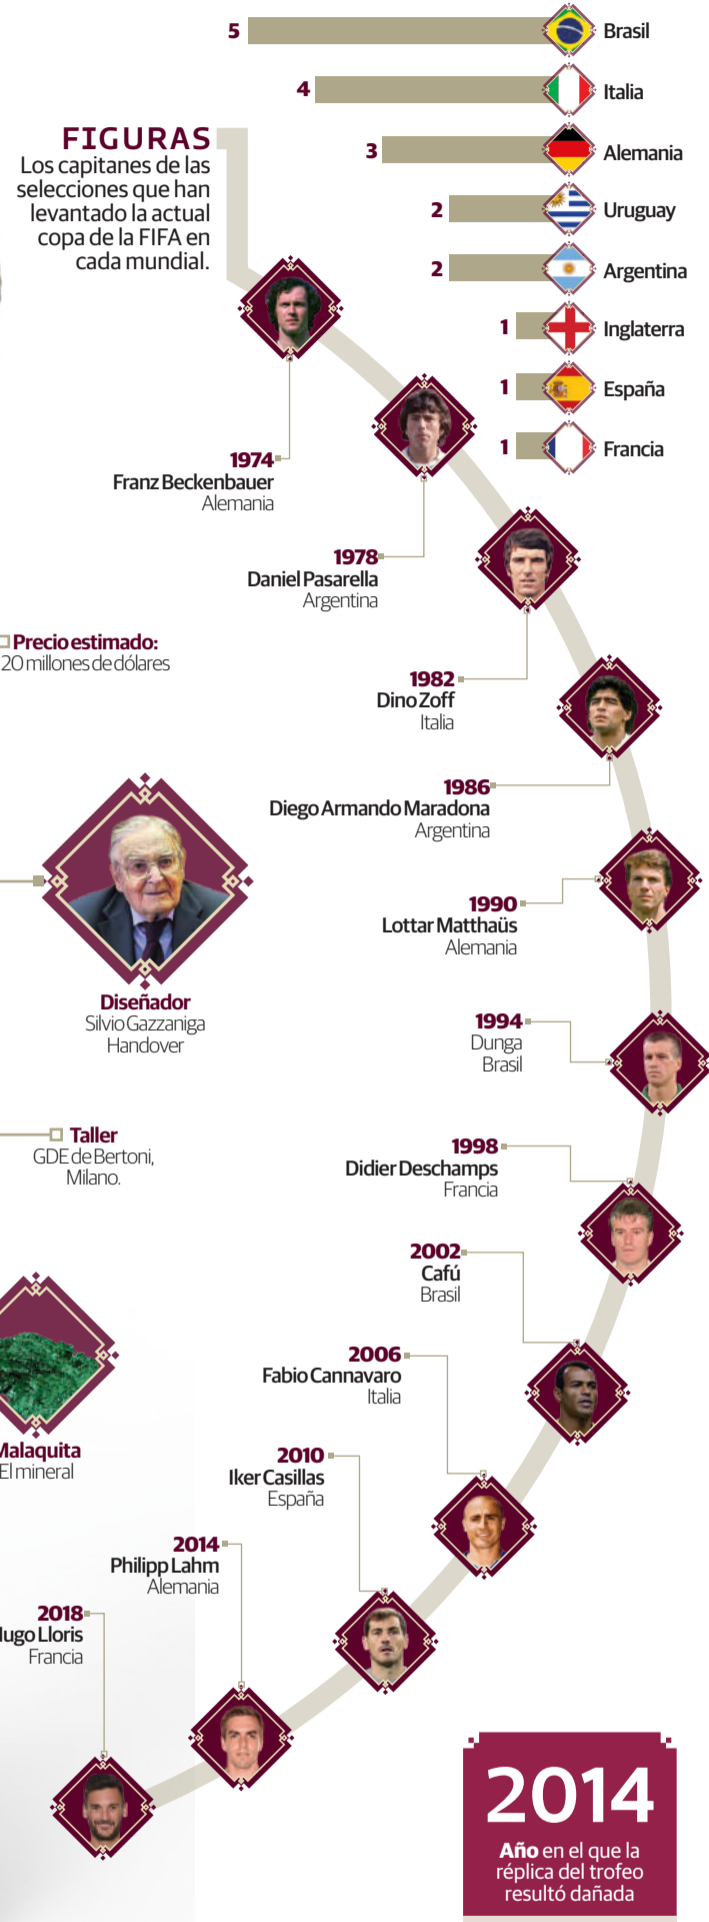 5 Brasil
4 Italia
3 Alemania
2 Uruguay
2 Argentina
1 Inglaterra
1 España
1 Francia
FIGURAS
Los capitanes de las
selecciones que han
levantado la actual
copa de la FIFA en
cada mundial.
1974
Franz Beckenbauer
Alemania
1978
Daniel Pasarella
Argentina
Precio estimado:
20 millones de dólares
1982
Dino Zoff
Italia
1986
Diego Armando Maradona
Argentina
1990
Lottar Matthaüs
Alemania
Diseñador
Silvio Gazzaniga
Handover
1994
Dunga
Brasil
Taller
GDE de Bertoni,
Milano.
1998
Didier Deschamps
Francia
2002
Cafú
Brasil
2006
Fabio Cannavaro
Italia
Malaquita
El mineral
2010
Iker Casillas
España
2014
Philipp Lahm
Alemania
2018
Hugo Lloris
Francia
2014
Año en el que la
réplica del trofeo
resultó dañada